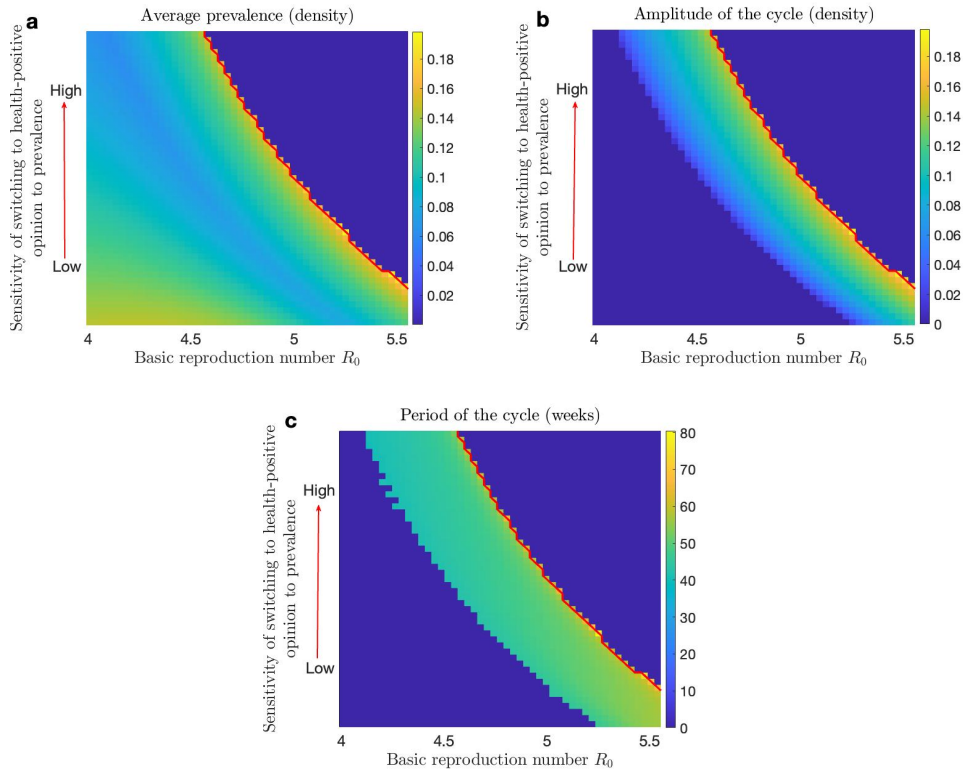 a
Average prevalence (density)
Sensitivity of switching to health-positive
opinion to prevalence
High
Low
0.18
0.16
0.14
0.12
0.1
0.08
0.06
0.04
0.02
4
4.5
5
5.5
Basic reproduction number R₀
b
Amplitude of the cycle (density)
Sensitivity of switching to health-positive
opinion to prevalence
High
Low
0.18
0.16
0.14
0.12
0.1
0.08
0.06
0.04
0.02
0
4
4.5
5
5.5
Basic reproduction number R₀
c
Period of the cycle (weeks)
Sensitivity of switching to health-positive
opinion to prevalence
High
Low
80
70
60
50
40
30
20
10
0
4
4.5
5
5.5
Basic reproduction number R₀